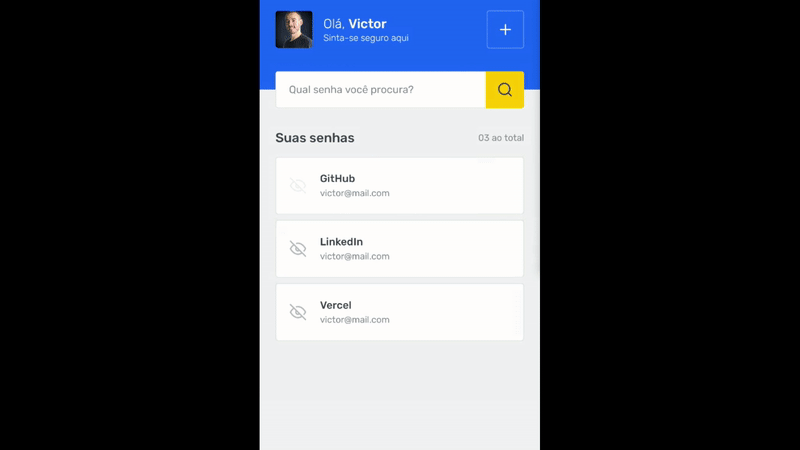 Olá, Victor
Sinta-se seguro aqui
Qual senha você procura?
Suas senhas
03 ao total
GitHub
victor@mail.com
LinkedIn
victor@mail.com
Vercel
victor@mail.com